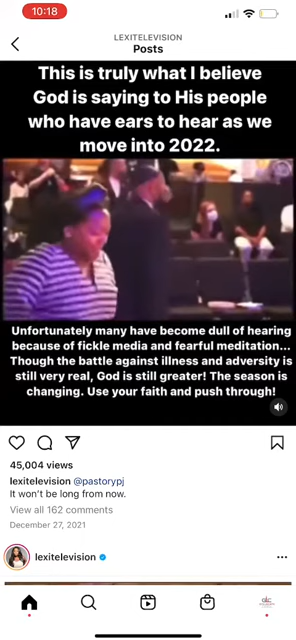 10:18
LEXITELEVISION
Posts
This is truly what I believe
God is saying to His people
who have ears to hear as we
move into 2022.
Unfortunately many have become dull of hearing
because of fickle media and fearful meditation...
Though the battle against illness and adversity is
still very real, God is still greater! The season is
changing. Use your faith and push through!
45,004 views
lexitelevision @pastorypj
It won't be long from now.
View all 162 comments
December 27, 2021
lexitelevision